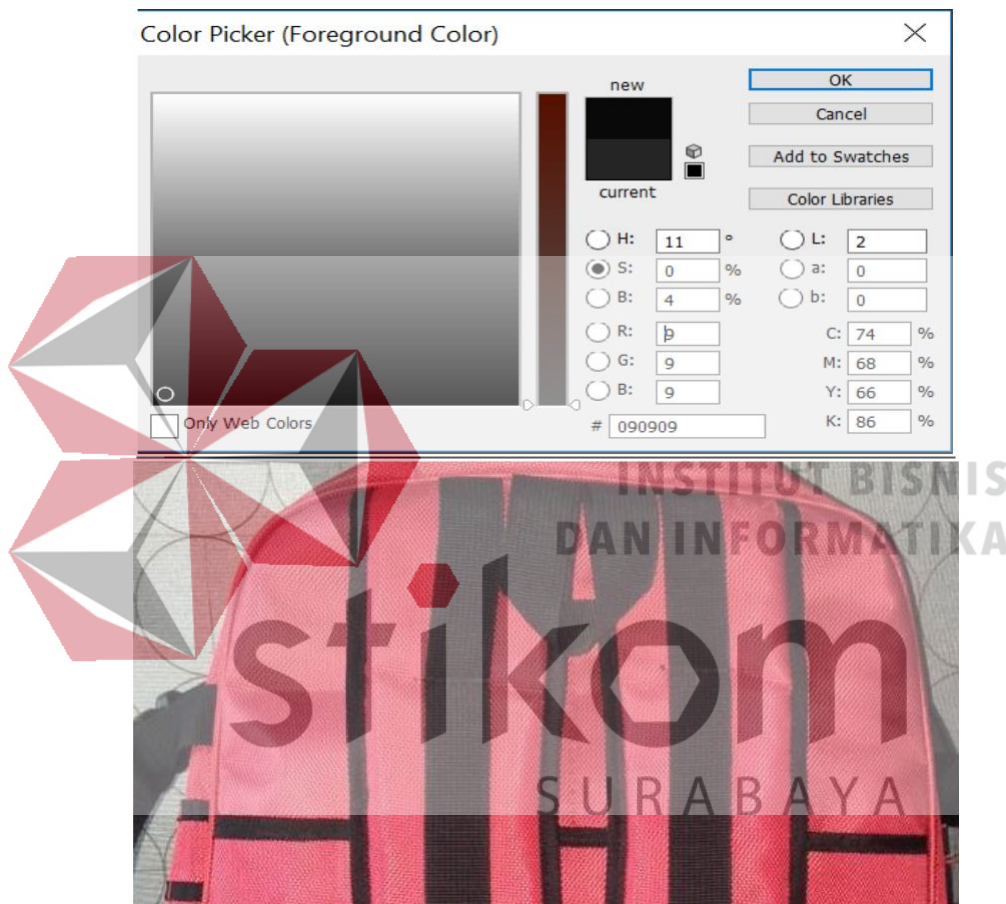 Color Picker (Foreground Color)
new
current
OK
Cancel
Add to Swatches
Color Libraries
H: 11 °
S: 0 %
B: 4 %
R: 9
G: 9
B: 9
# 090909
L: 2
a: 0
b: 0
C: 74 %
M: 68 %
Y: 66 %
K: 86 %
Only Web Colors
INSTITUT BISNIS
DAN INFORMATIKA
stikom
SURABAYA